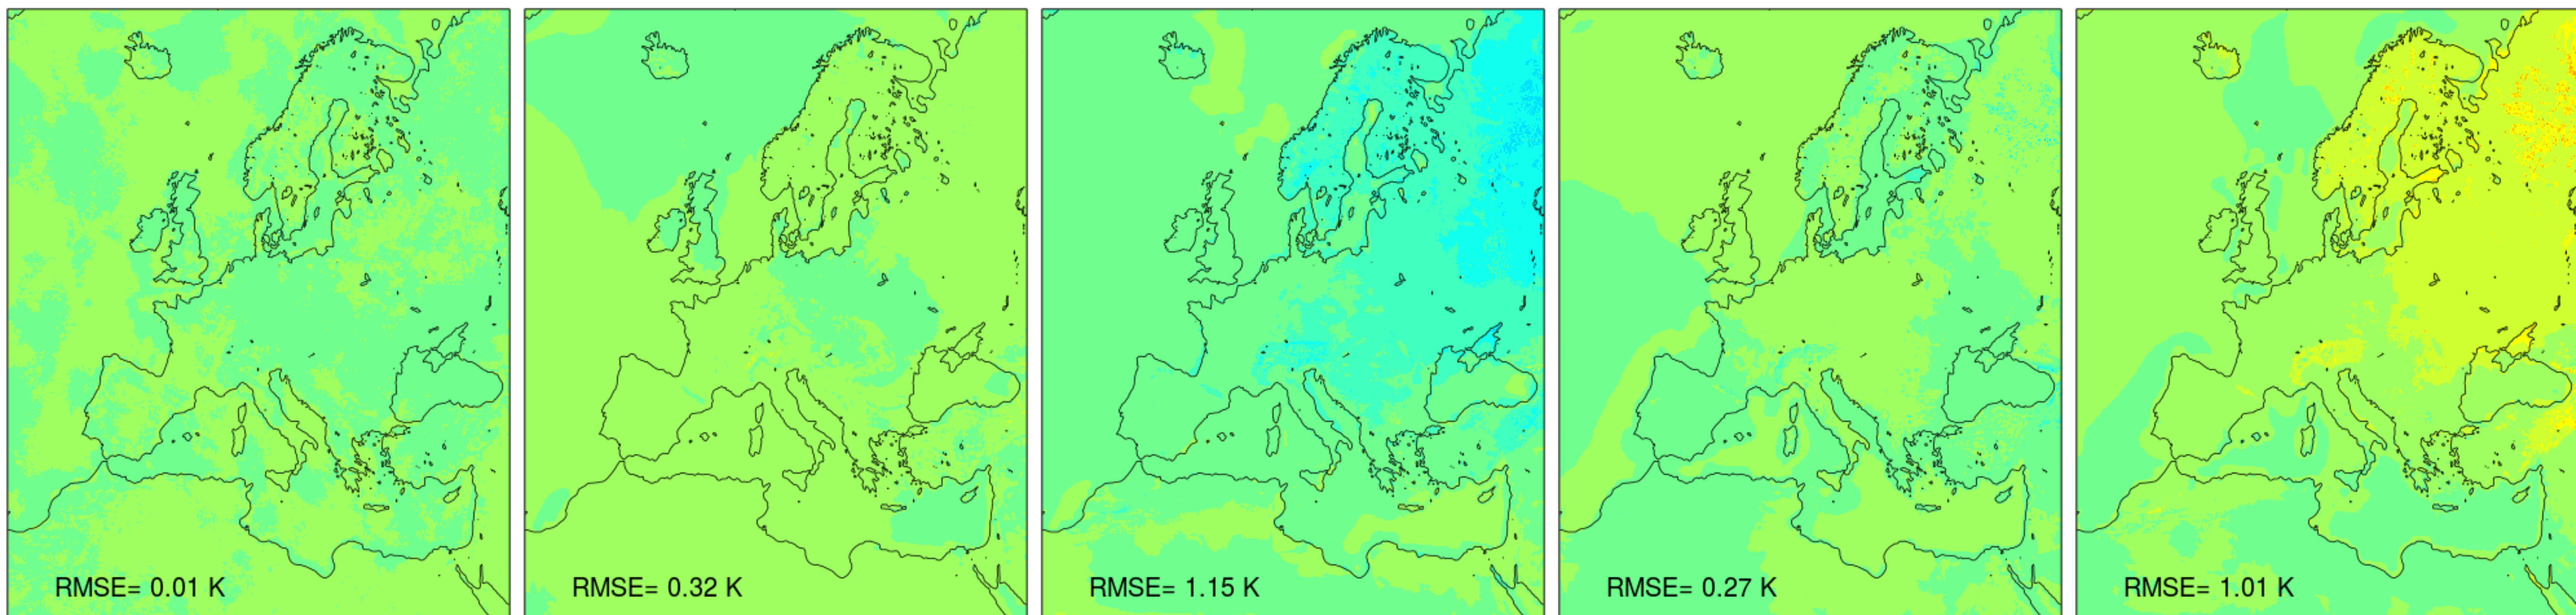 RMSE= 0.01 K
RMSE= 0.32 K
RMSE= 1.15 K
RMSE= 0.27 K
RMSE= 1.01 K